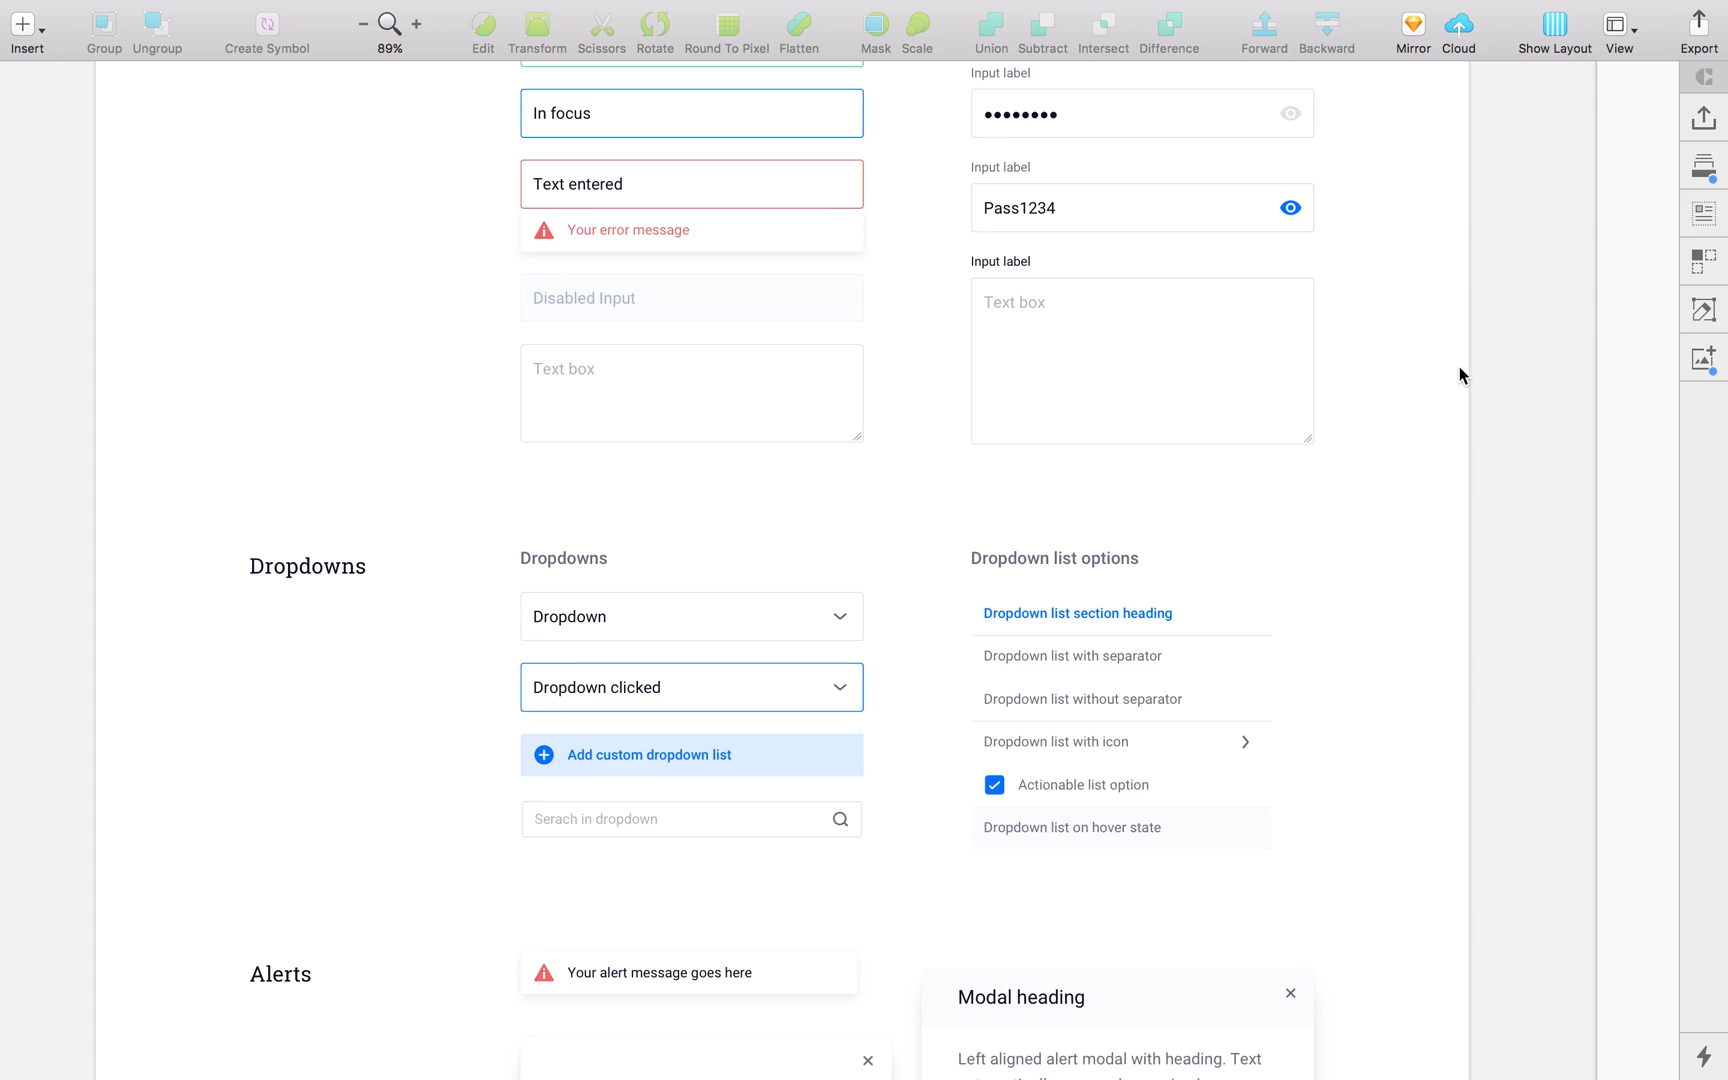 Insert
Group
Ungroup
Create Symbol
89%
Edit
Transform
Scissors
Rotate
Round To Pixel
Flatten
Mask
Scale
Union
Subtract
Intersect
Difference
Forward
Backward
Mirror
Cloud
Show Layout
View
Export
In focus
Text entered
Your error message
Disabled Input
Text box
Input label
Input label
Pass1234
Input label
Text box
Dropdowns
Dropdowns
Dropdown
Dropdown clicked
Add custom dropdown list
Serach in dropdown
Dropdown list options
Dropdown list section heading
Dropdown list with separator
Dropdown list without separator
Dropdown list with icon
Actionable list option
Dropdown list on hover state
Alerts
Your alert message goes here
Modal heading
Left aligned alert modal with heading. Text